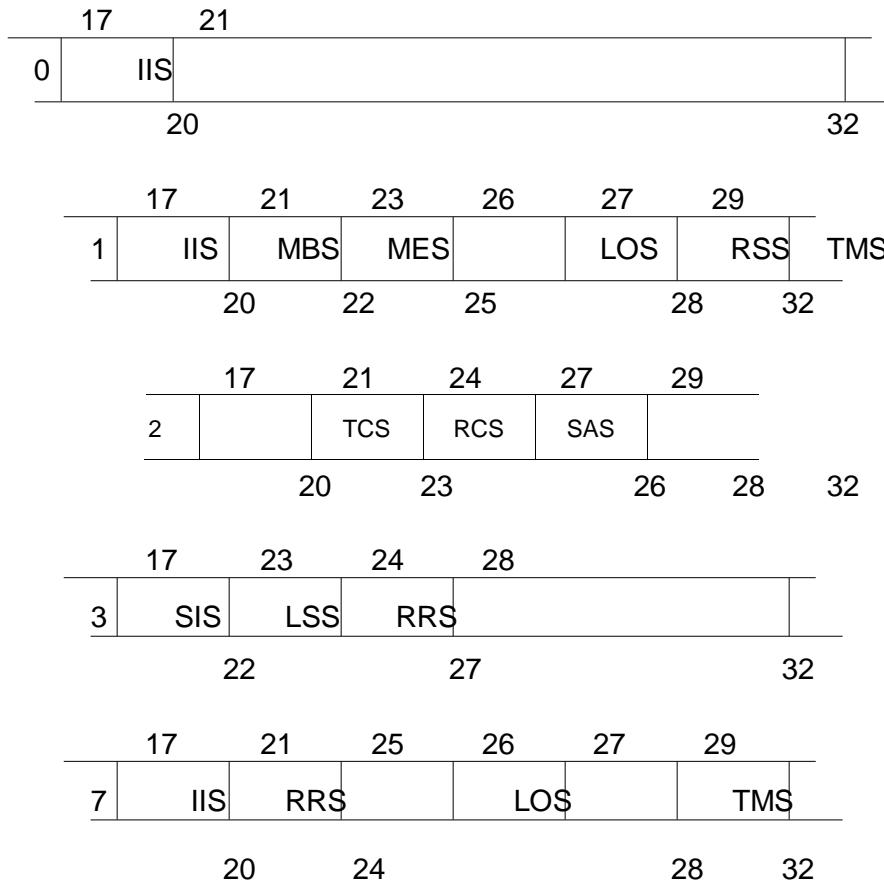 17 21
0 IIS
20 32
17 21 23 26 27 29
1 IIS MBS MES LOS RSS TMS
20 22 25 28 32
17 21 24 27 29
2 TCS RCS SAS
20 23 26 28 32
17 23 24 28
3 SIS LSS RRS
22 27 32
17 21 25 26 27 29
7 IIS RRS LOS TMS
20 24 28 32